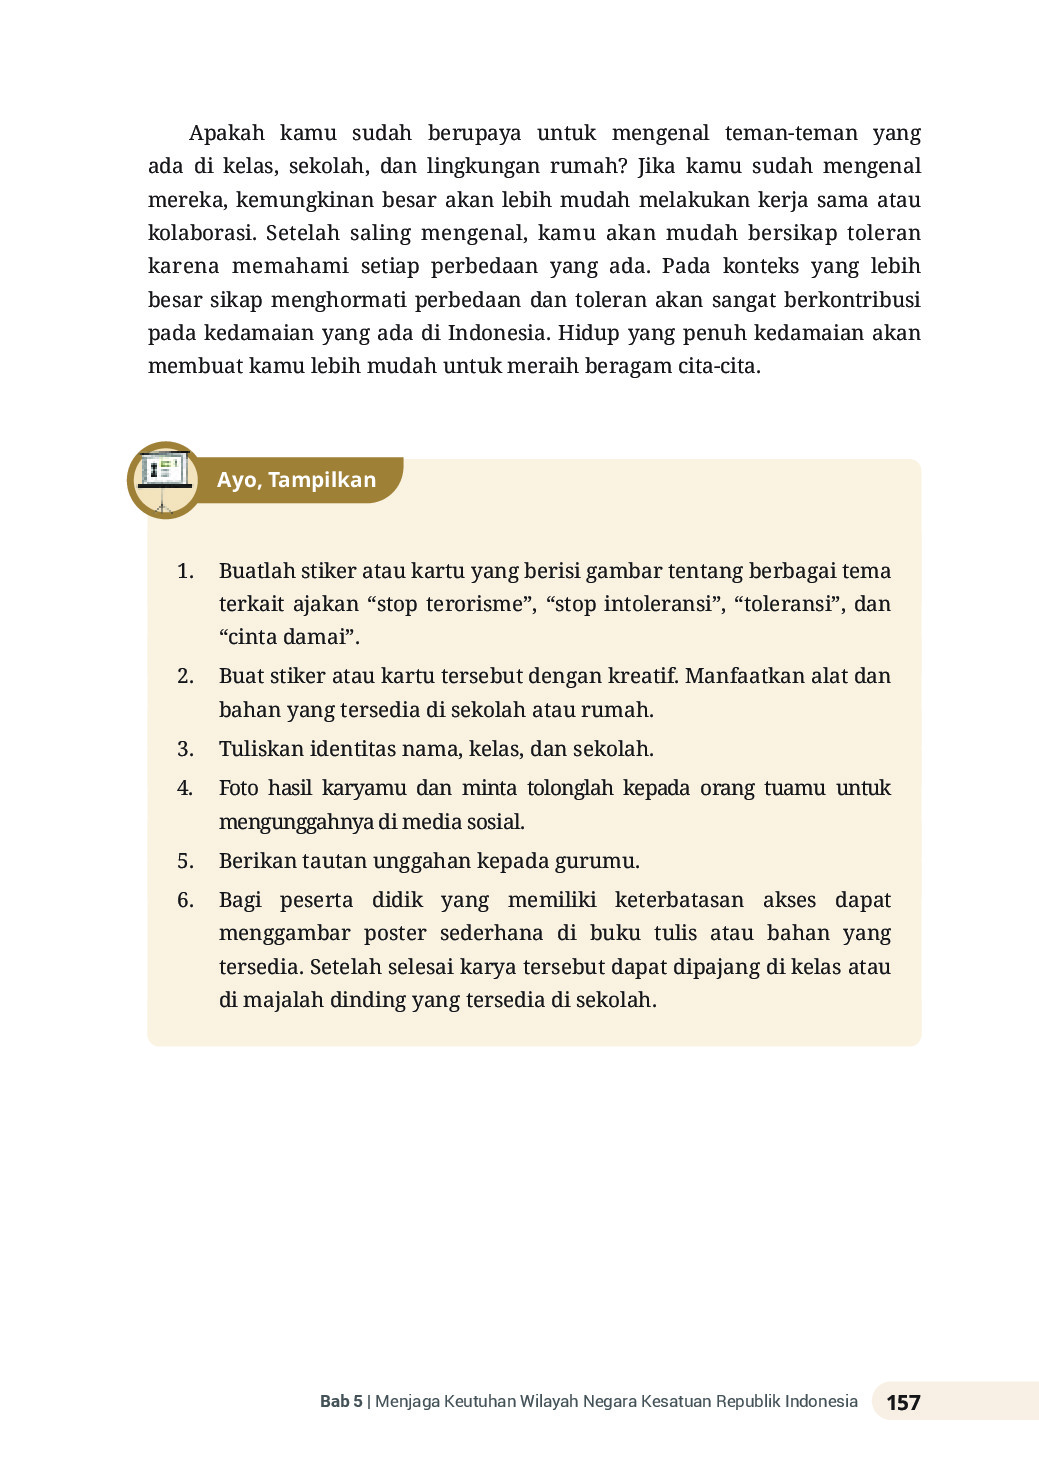 Apakah kamu sudah berupaya untuk mengenal teman-teman yang
ada di kelas, sekolah, dan lingkungan rumah? Jika kamu sudah mengenal
mereka, kemungkinan besar akan lebih mudah melakukan kerja sama atau
kolaborasi. Setelah saling mengenal, kamu akan mudah bersikap toleran
karena memahami setiap perbedaan yang ada. Pada konteks yang lebih
besar sikap menghormati perbedaan dan toleran akan sangat berkontribusi
pada kedamaian yang ada di Indonesia. Hidup yang penuh kedamaian akan
membuat kamu lebih mudah untuk meraih beragam cita-cita.
Ayo, Tampilkan
1. Buatlah stiker atau kartu yang berisi gambar tentang berbagai tema
terkait ajakan “stop terorisme”, “stop intoleransi”, “toleransi”, dan
“cinta damai”.
2. Buat stiker atau kartu tersebut dengan kreatif. Manfaatkan alat dan
bahan yang tersedia di sekolah atau rumah.
3. Tuliskan identitas nama, kelas, dan sekolah.
4. Foto hasil karyamu dan minta tolonglah kepada orang tuamu untuk
mengunggahnya di media sosial.
5. Berikan tautan unggahan kepada gurumu.
6. Bagi peserta didik yang memiliki keterbatasan akses dapat
menggambar poster sederhana di buku tulis atau bahan yang
tersedia. Setelah selesai karya tersebut dapat dipajang di kelas atau
di majalah dinding yang tersedia di sekolah.
Bab 5 | Menjaga Keutuhan Wilayah Negara Kesatuan Republik Indonesia 157